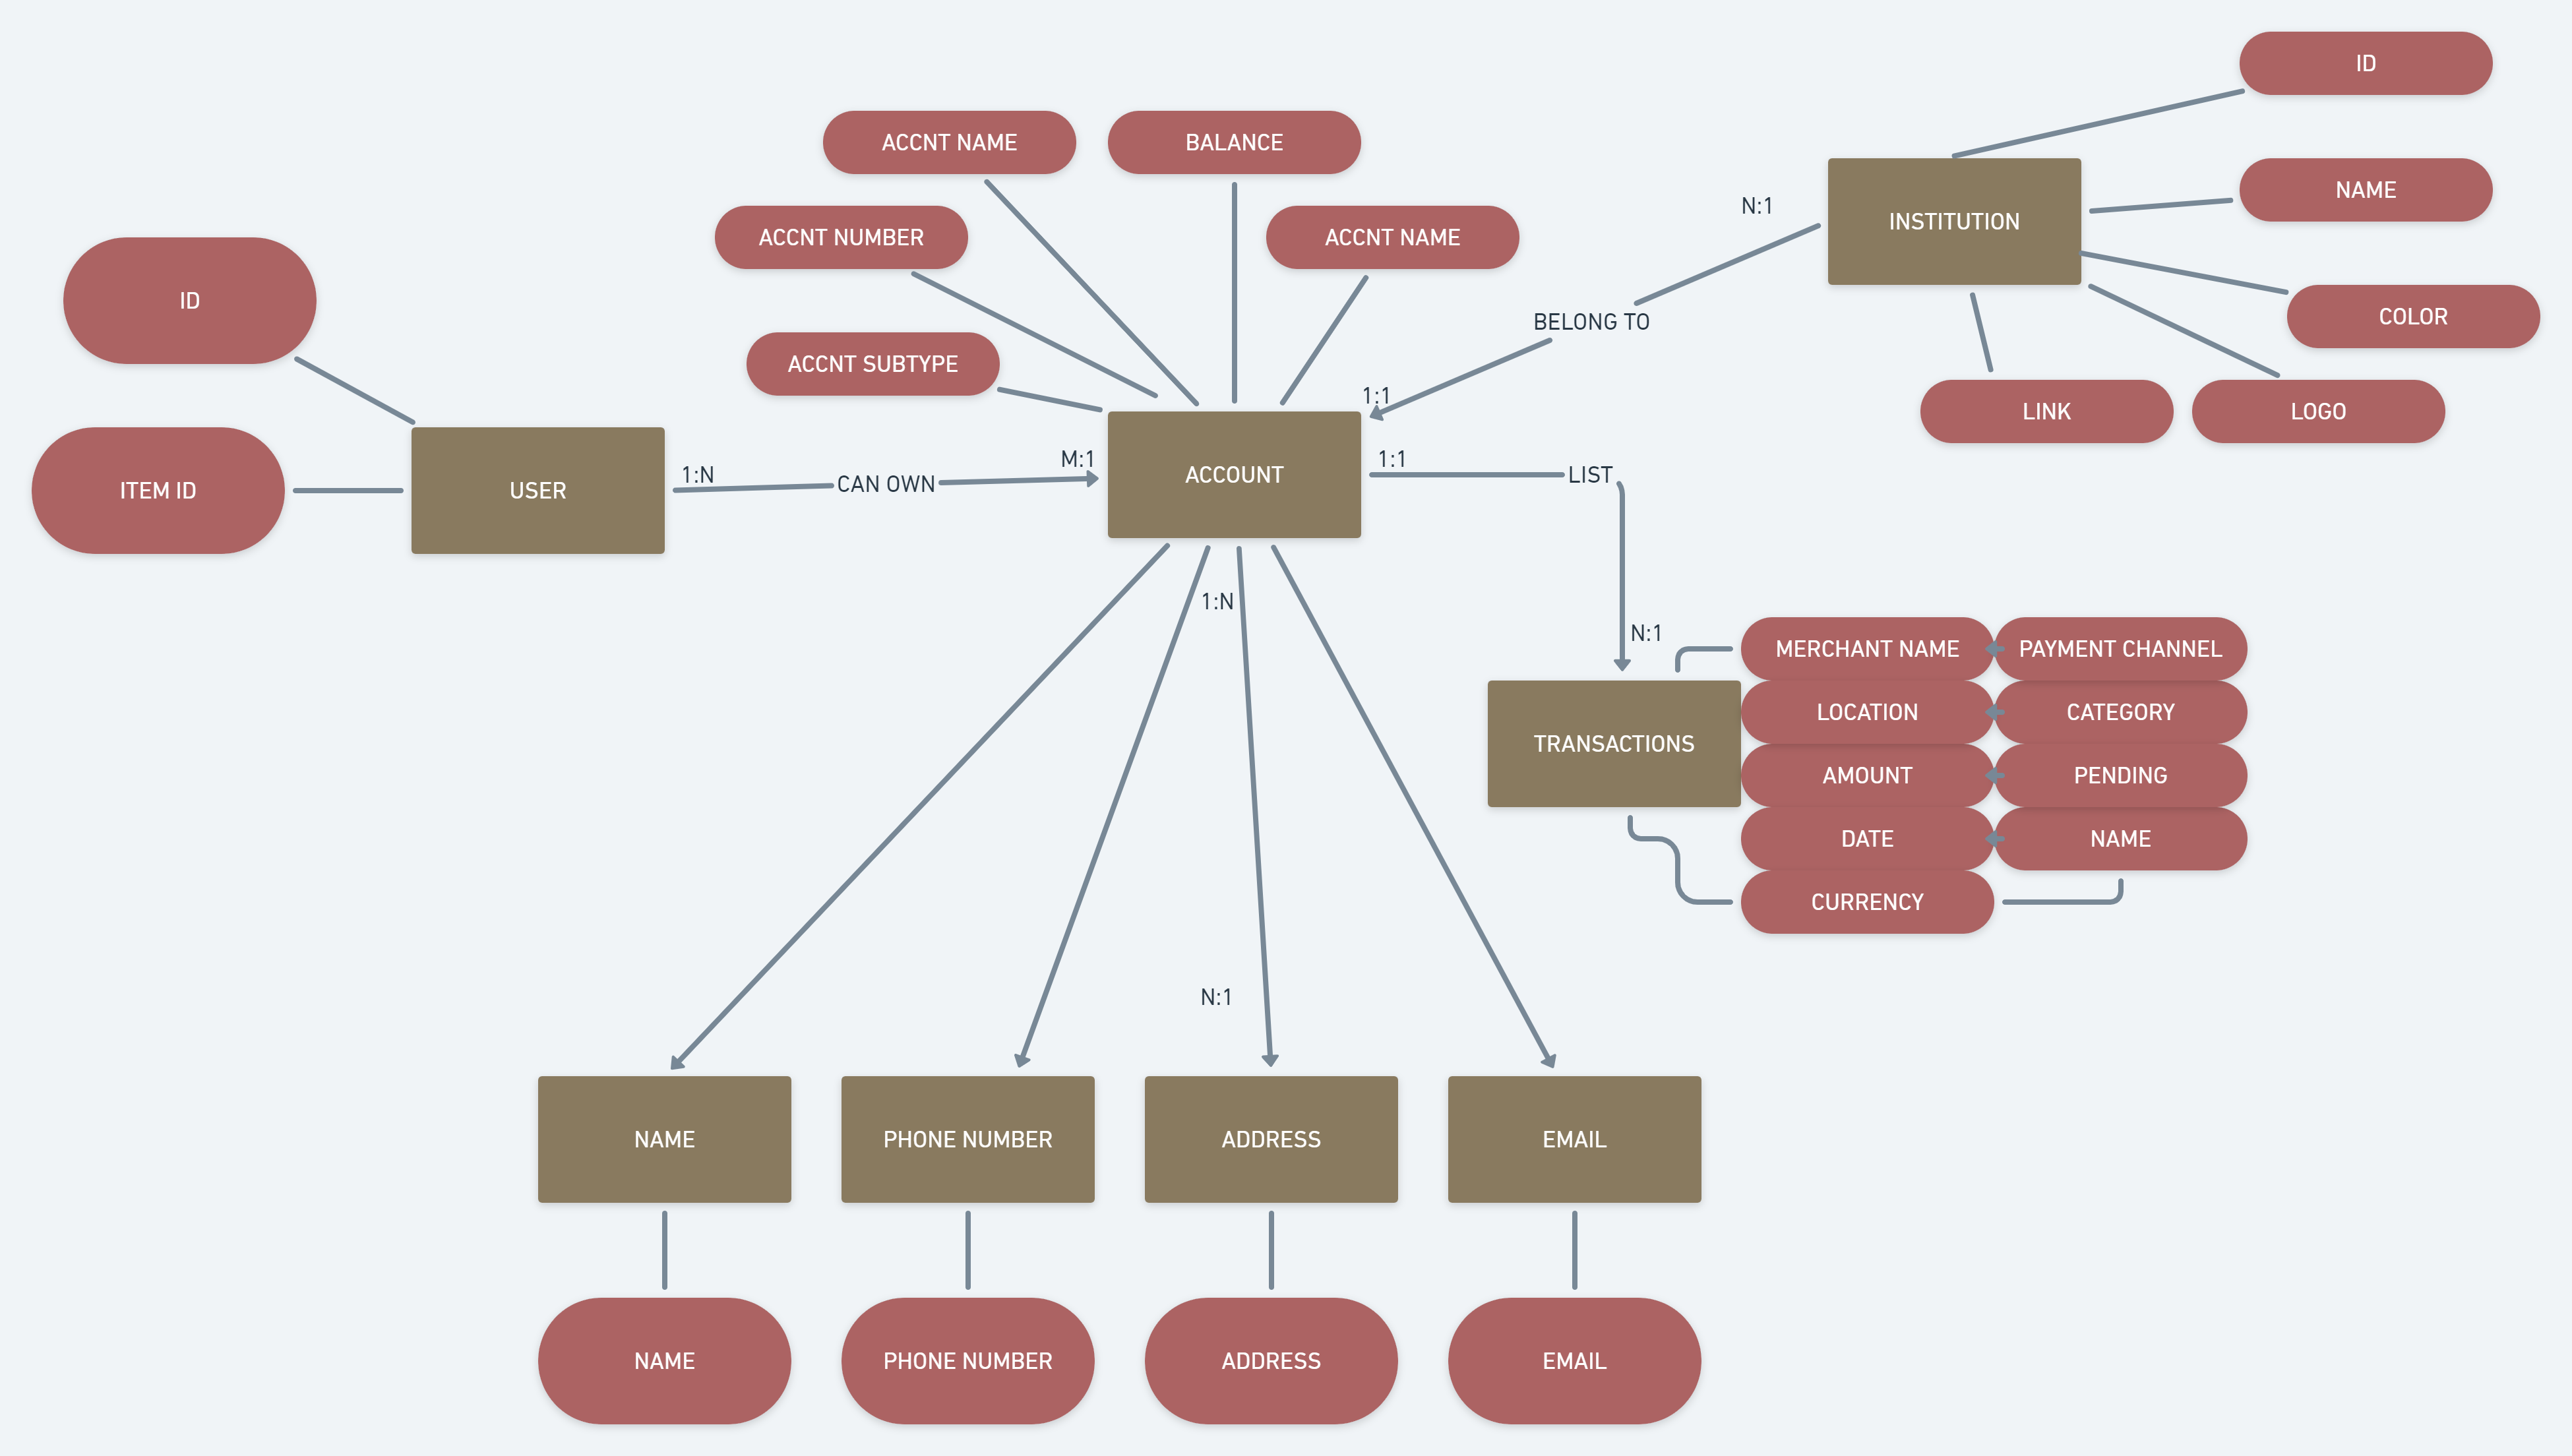 ID
ACCNT NAME
BALANCE
NAME
N:1
INSTITUTION
ACCNT NUMBER
ACCNT NAME
ID
COLOR
BELONG TO
ACCNT SUBTYPE
1:1
LINK
LOGO
ITEM ID
USER
1:N
CAN OWN
M:1
ACCOUNT
1:1
LIST
1:N
N:1
MERCHANT NAME
PAYMENT CHANNEL
LOCATION
CATEGORY
TRANSACTIONS
AMOUNT
PENDING
DATE
NAME
CURRENCY
N:1
NAME
PHONE NUMBER
ADDRESS
EMAIL
NAME
PHONE NUMBER
ADDRESS
EMAIL